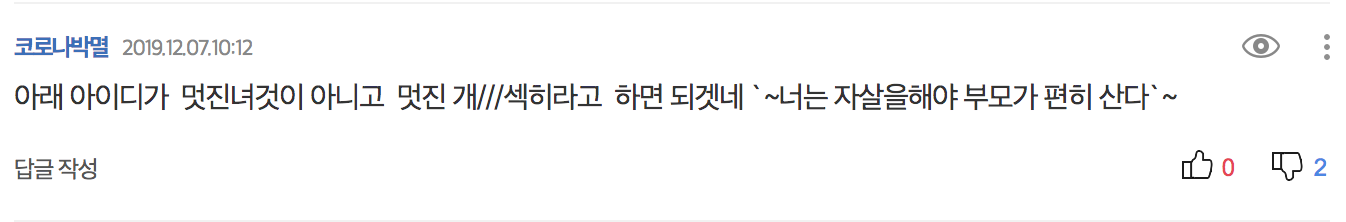 코로나박멸 2019.12.07.10:12
아래 아이디가 멋진녀것이 아니고 멋진 개///섹히라고 하면 되겟네 `~너는 자살을해야 부모가 편히 산다`~
답글 작성 0 2